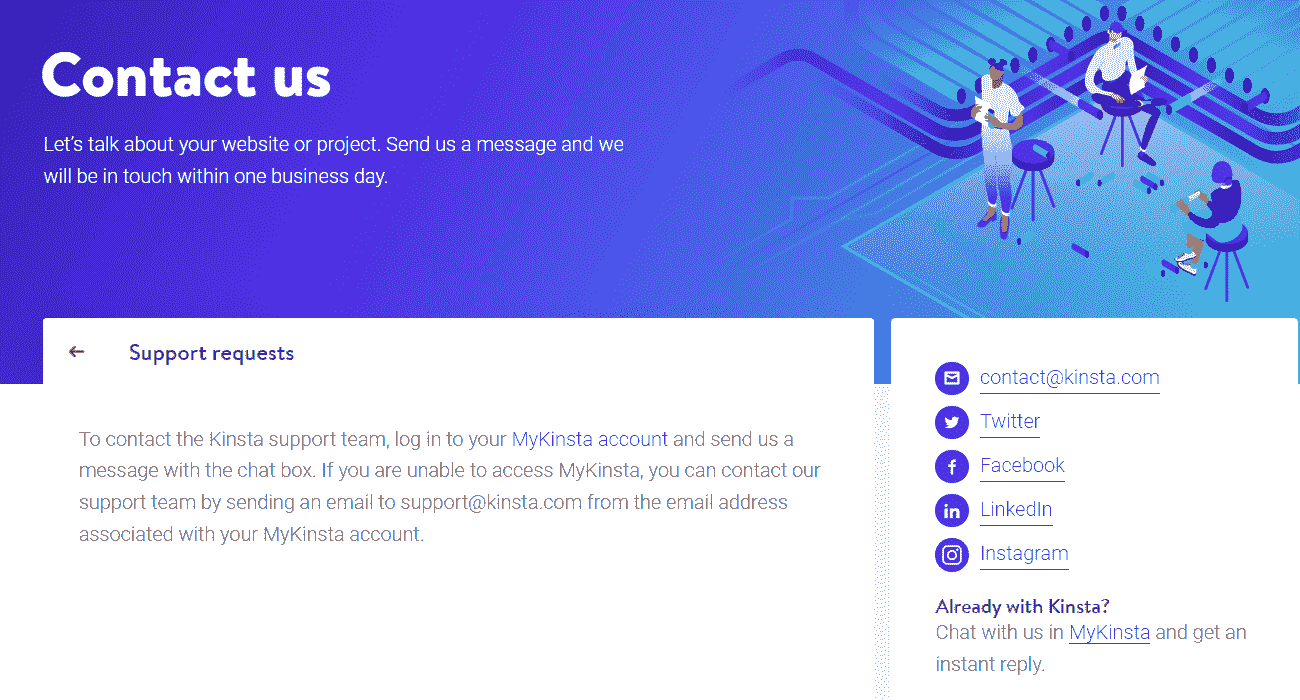 Contact us
Let’s talk about your website or project. Send us a message and we
will be in touch within one business day.
Support requests
To contact the Kinsta support team, log in to your MyKinsta account and send us a
message with the chat box. If you are unable to access MyKinsta, you can contact our
support team by sending an email to support@kinsta.com from the email address
associated with your MyKinsta account.
contact@kinsta.com
Twitter
Facebook
LinkedIn
Instagram
Already with Kinsta?
Chat with us in MyKinsta and get an
instant reply.